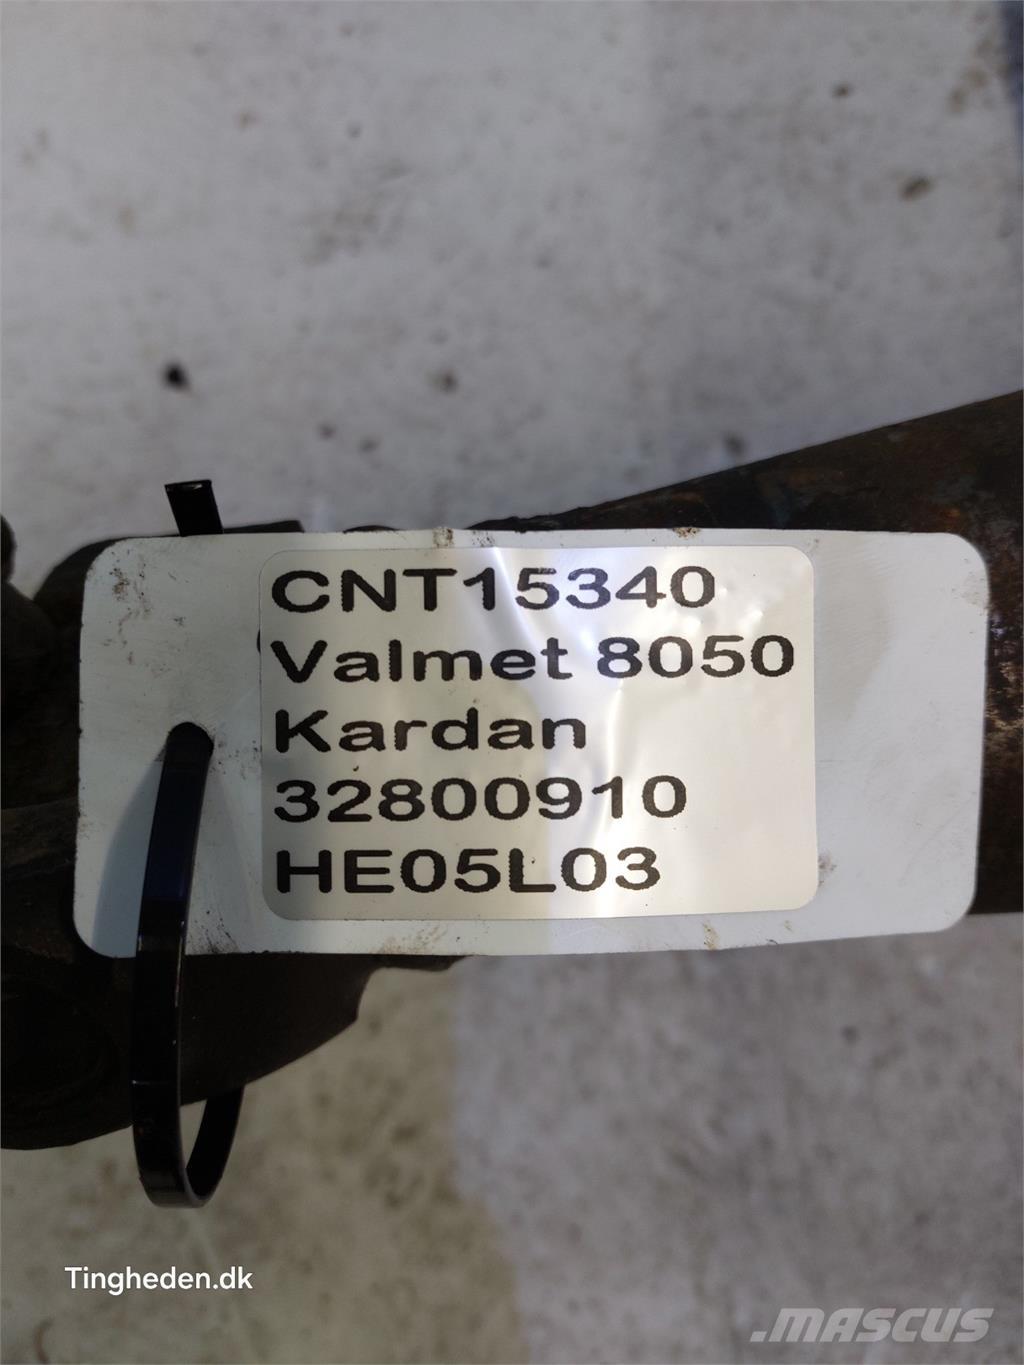 CNT15340
Valmet 8050
Kardan
32800910
HE05L03
Tingheden.dk
.MASCUS